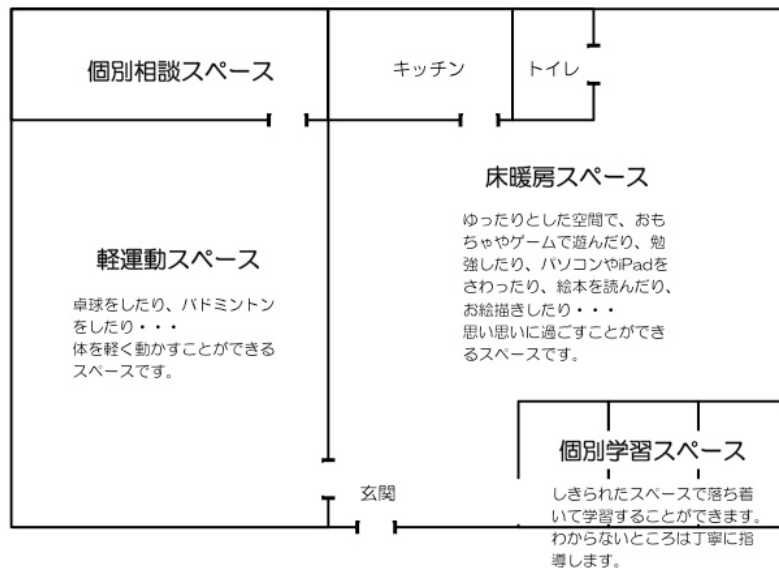 個別相談スペース
キッチン
トイレ
床暖房スペース
ゆったりとした空間で、おも
ちゃやゲームで遊んだり、勉
強したり、パソコンやiPadを
さわったり、絵本を読んだり、
お絵描きしたり・・・
思い思いに過ごすことができ
るスペースです。
軽運動スペース
卓球をしたり、バドミントン
をしたり・・・
体を軽く動かすことができる
スペースです。
個別学習スペース
しきられたスペースで落ち着
いて学習することができます。
わからないところは丁寧に指
導します。
玄関